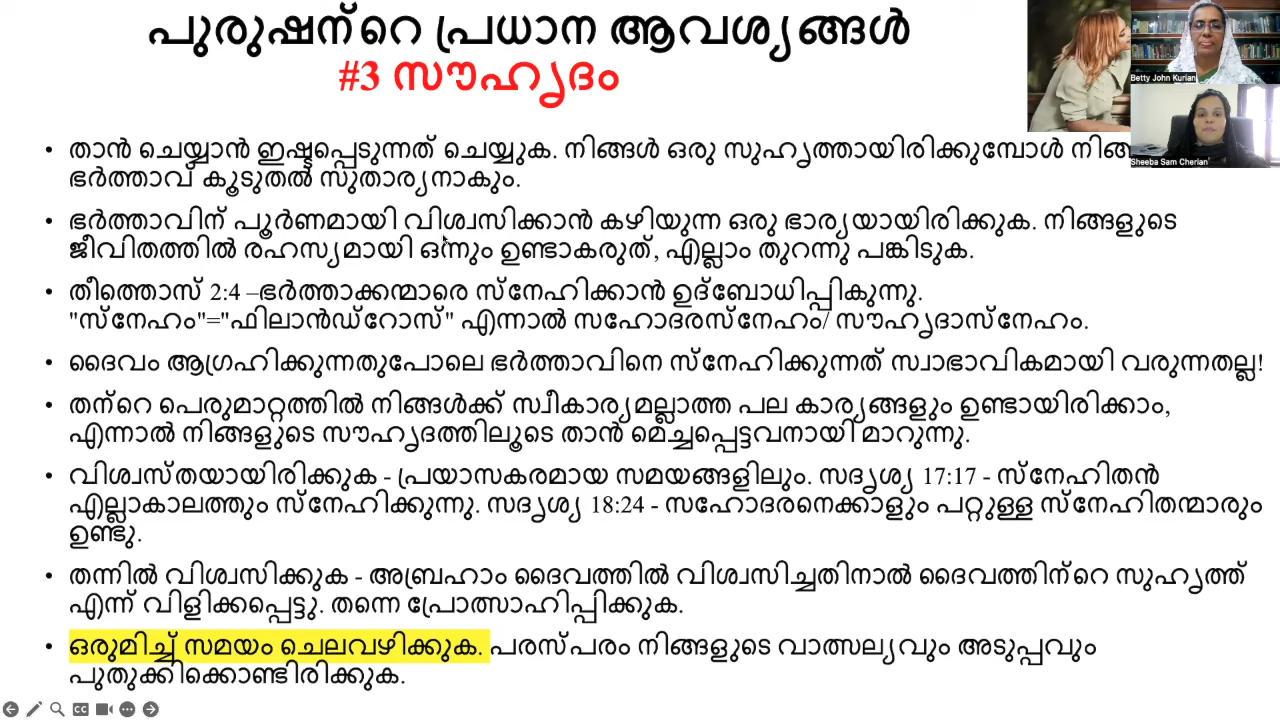 പുരുഷന്റെ പ്രധാന ആവശ്യങ്ങൾ
#3 സൗഹൃദം
Betty John Kurian
Sheeba Sam Cherian
• താൻ ചെയ്യാൻ ഇഷ്ടപ്പെടുന്നത് ചെയ്യുക. നിങ്ങൾ ഒരു സുഹൃത്തായിരിക്കുമ്പോൾ
ഭർത്താവ് കൂടുതൽ സുതാര്യനാകും.
• ഭർത്താവിന് പൂർണമായി വിശ്വസിക്കാൻ കഴിയുന്ന ഒരു ഭാര്യയായിരിക്കുക. നിങ്ങളുടെ
ജീവിതത്തിൽ രഹസ്യമായി ഒന്നും ഉണ്ടാകരുത്, എല്ലാം തുറന്നു പങ്കിടുക.
• തീത്തൊസ് 2:4 –ഭർത്താക്കന്മാരെ സ്നേഹിക്കാൻ ഉദ്ബോധിപ്പികുന്നു.
"സ്നേഹം"="ഫിലാൻഡ്റോസ്" എന്നാൽ സഹോദരസ്നേഹം/ സൗഹൃദാസ്നേഹം.
• ദൈവം ആഗ്രഹിക്കുന്നതുപോലെ ഭർത്താവിനെ സ്നേഹിക്കുന്നത് സ്വാഭാവികമായി വരുന്നതല്ല!
• തന്റെ പെരുമാറ്റത്തിൽ നിങ്ങൾക്ക് സ്വീകാര്യമല്ലാത്ത പല കാര്യങ്ങളും ഉണ്ടായിരിക്കാം,
എന്നാൽ നിങ്ങളുടെ സൗഹൃദത്തിലൂടെ താൻ മെച്ചപ്പെട്ടവനായി മാറുന്നു.
• വിശ്വസ്തയായിരിക്കുക - പ്രയാസകരമായ സമയങ്ങളിലും. സദൃശ്യ 17:17 - സ്നേഹിതൻ
എല്ലാകാലത്തും സ്നേഹിക്കുന്നു. സദൃശ്യ 18:24 - സഹോദരനെക്കാളും പറ്റുള്ള സ്നേഹിതന്മാരും
ഉണ്ടു.
• തന്നിൽ വിശ്വസിക്കുക - അബ്രഹാം ദൈവത്തിൽ വിശ്വസിച്ചതിനാൽ ദൈവത്തിന്റെ സുഹൃത്ത്
എന്ന് വിളിക്കപ്പെട്ടു. തന്നെ പ്രോത്സാഹിപ്പിക്കുക.
• ഒരുമിച്ച് സമയം ചെലവഴിക്കുക. പരസ്പരം നിങ്ങളുടെ വാത്സല്യവും അടുപ്പവും
പുതുക്കിക്കൊണ്ടിരിക്കുക.
CC